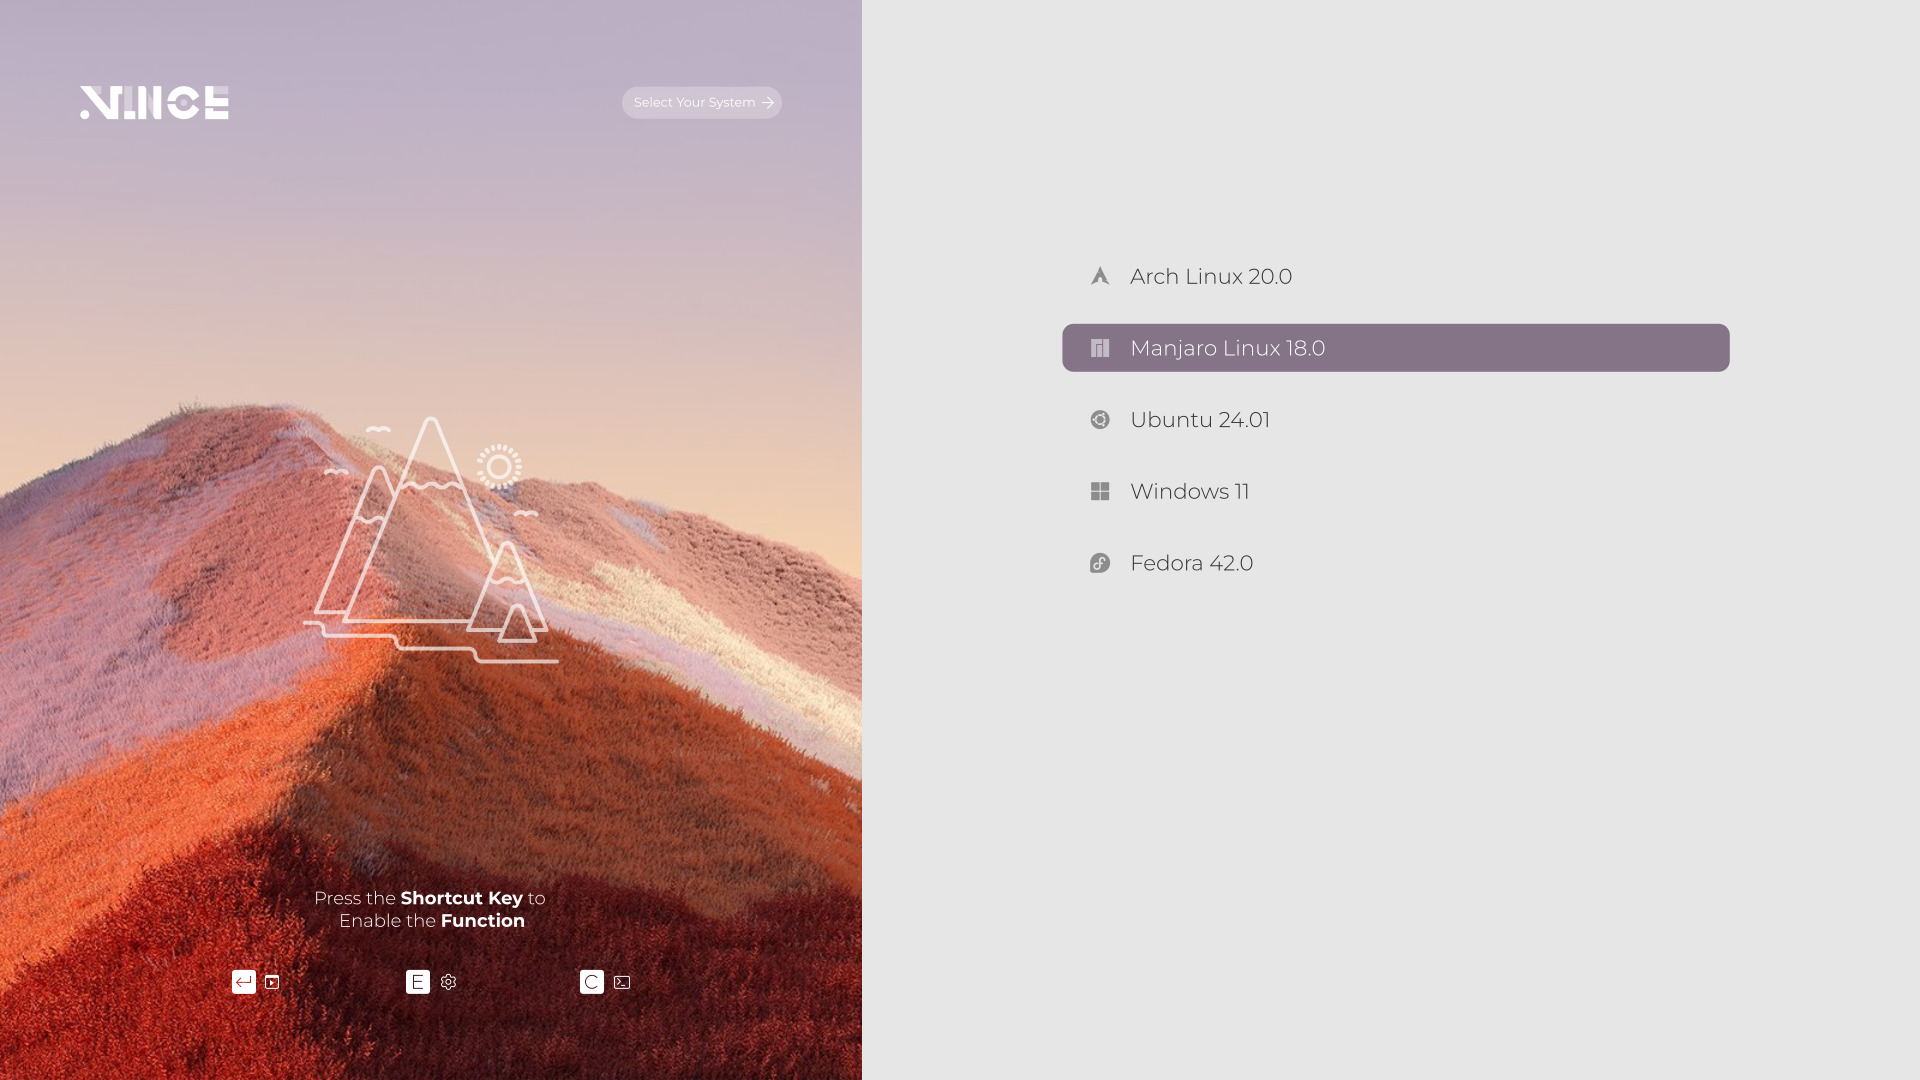 VINCE
Select Your System
Press the Shortcut Key to
Enable the Function
E
C
Arch Linux 20.0
Manjaro Linux 18.0
Ubuntu 24.01
Windows 11
Fedora 42.0